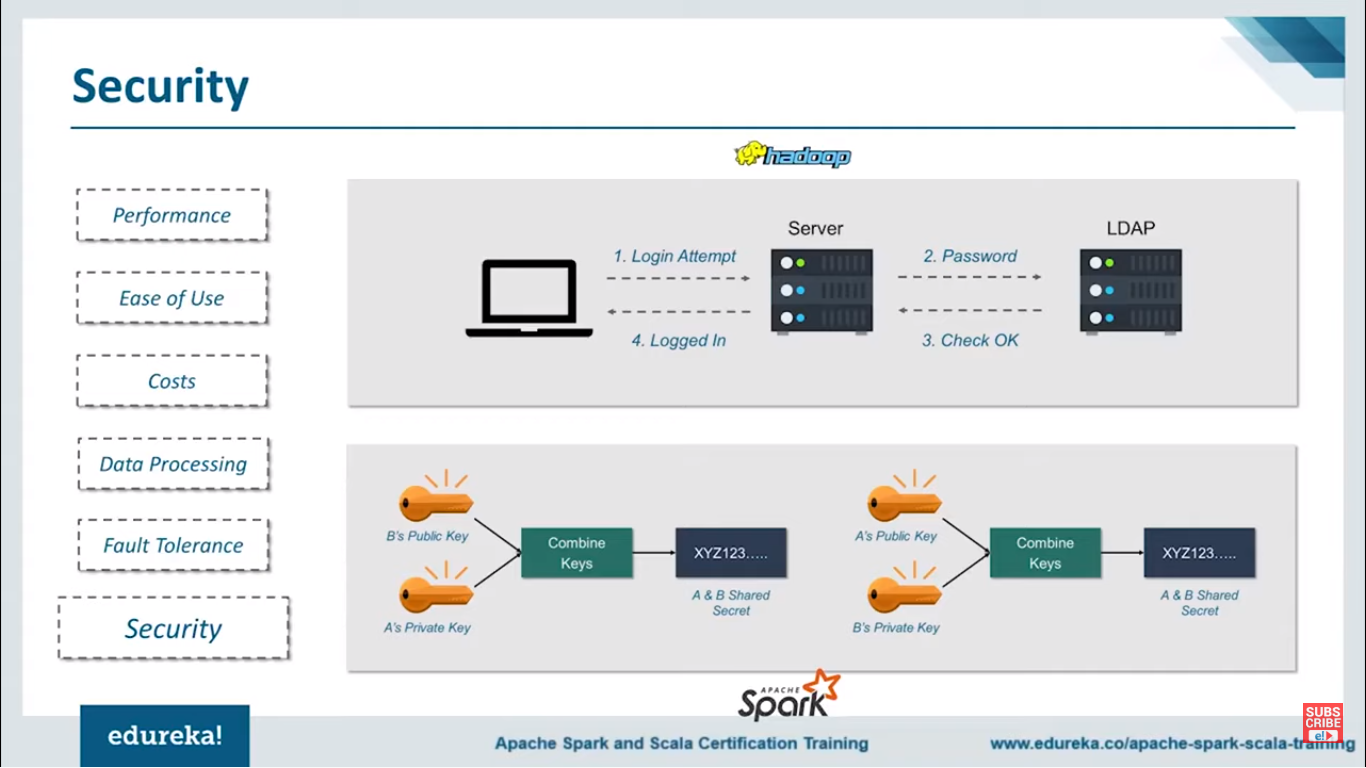 Security
hadoop
Performance
Ease of Use
Costs
Data Processing
Fault Tolerance
Security
Server
LDAP
1. Login Attempt
2. Password
4. Logged In
3. Check OK
B's Public Key
A's Private Key
Combine
Keys
XYZ123.....
A & B Shared
Secret
A's Public Key
B's Private Key
Combine
Keys
XYZ123.....
A & B Shared
Secret
APACHE
Spark
edureka!
Apache Spark and Scala Certification Training
www.edureka.co/apache-spark-scala-training
SUBS
CRIBE
e!